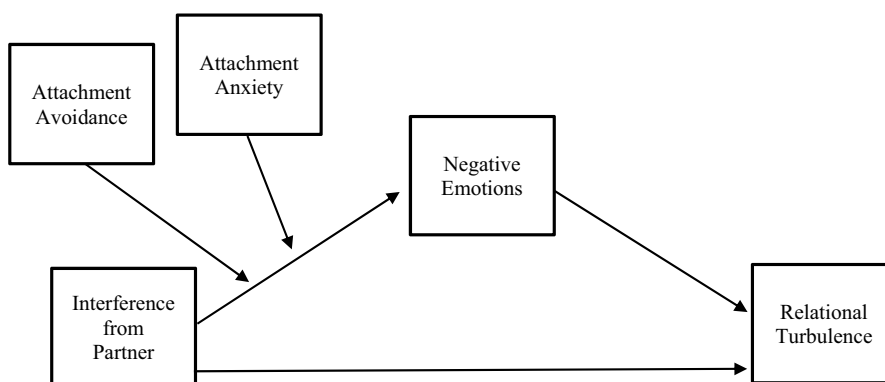 Attachment
Avoidance
Attachment
Anxiety
Negative
Emotions
Interference
from
Partner
Relational
Turbulence